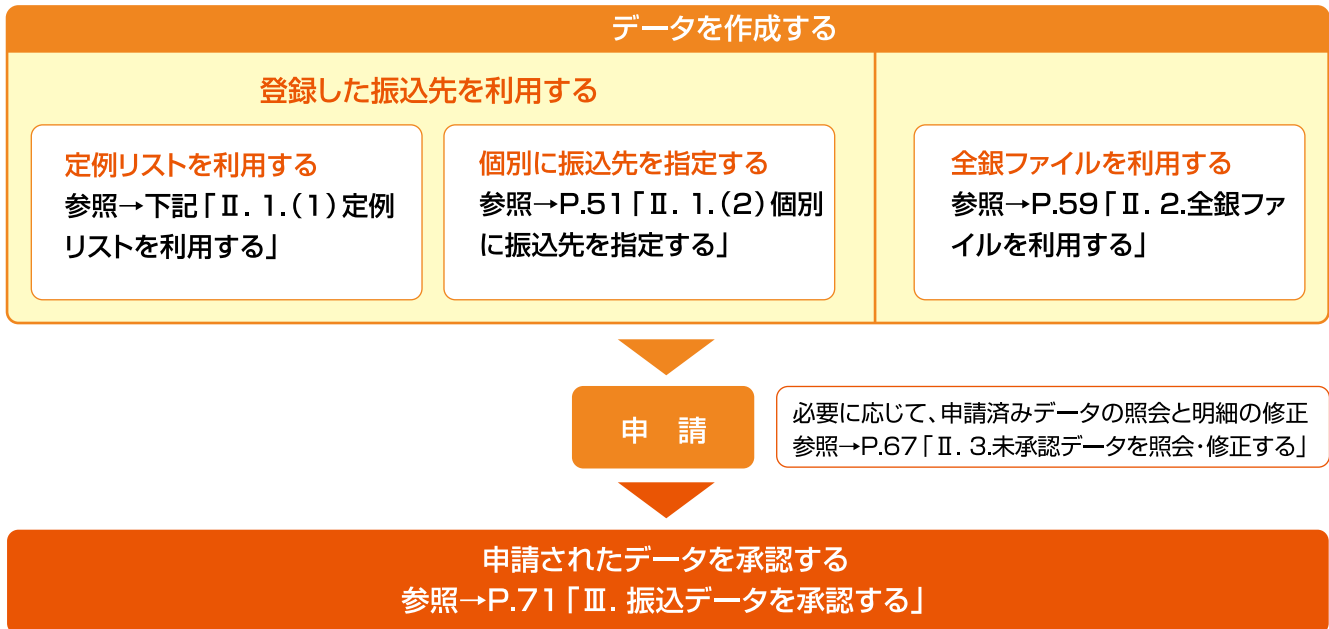 データを作成する
登録した振込先を利用する
定例リストを利用する
参照→下記「Ⅱ. 1.(1)定例
リストを利用する」
個別に振込先を指定する
参照→P.51「Ⅱ. 1.(2)個別
に振込先を指定する」
全銀ファイルを利用する
参照→P.59「Ⅱ. 2.全銀ファ
イルを利用する」
申 請
必要に応じて、申請済みデータの照会と明細の修正
参照→P.67「Ⅱ. 3.未承認データを照会・修正する」
申請されたデータを承認する
参照→P.71「Ⅲ. 振込データを承認する」